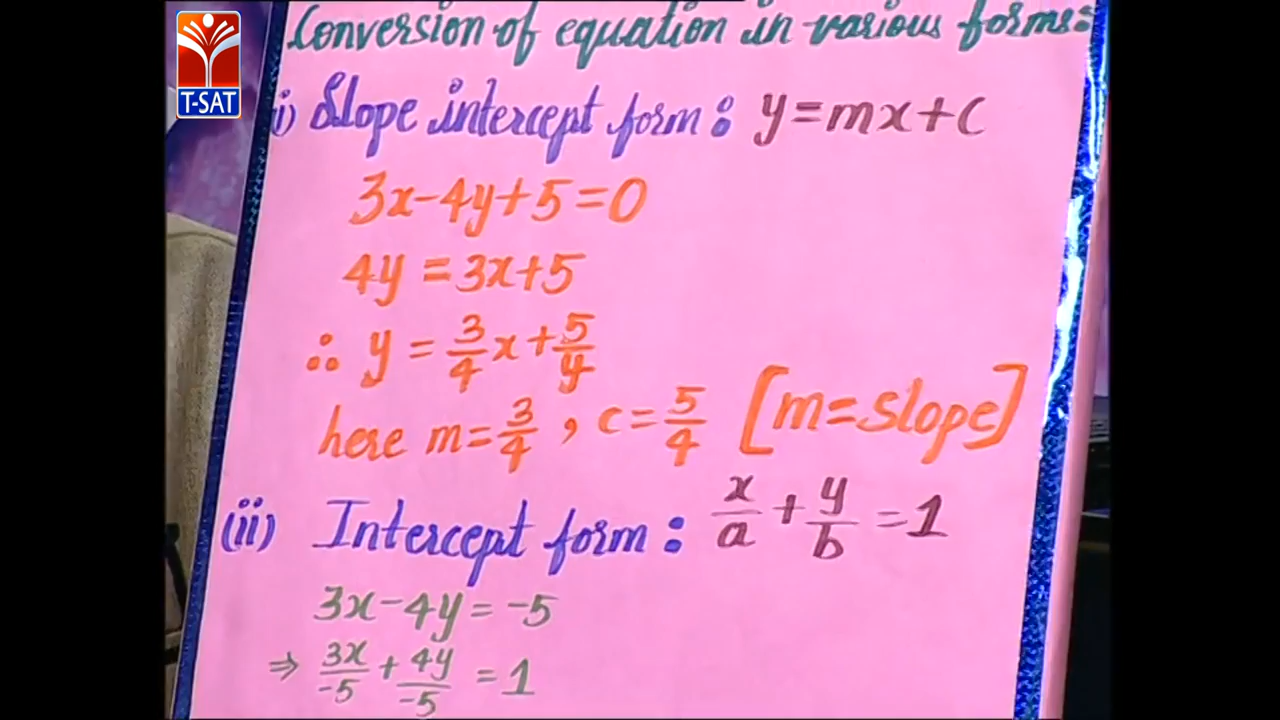 T-SAT
Conversion of equation in various forms:
i) Slope intercept form: y=mx+c
3x-4y+5=0
4y=3x+5
∴ y=3/4x+5/y
here m=3/4, c=5/4 [m=slope]
(ii) Intercept form: x/a+y/b=1
3x-4y=-5
⇒ 3x/-5+4y/-5=1